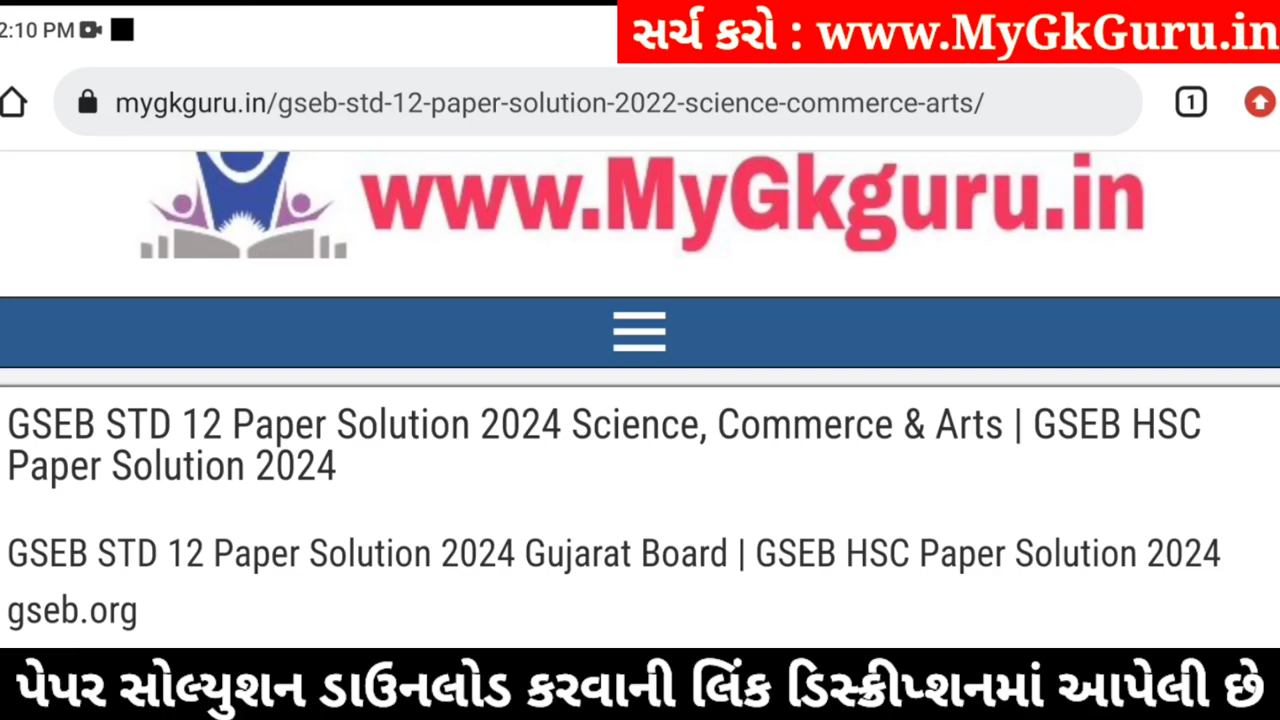 2:10 PM
સર્ચ કરો : www.MyGkGuru.in
mygkguru.in/gseb-std-12-paper-solution-2022-science-commerce-arts/
1
www.MyGkguru.in
GSEB STD 12 Paper Solution 2024 Science, Commerce & Arts | GSEB HSC
Paper Solution 2024
GSEB STD 12 Paper Solution 2024 Gujarat Board | GSEB HSC Paper Solution 2024
gseb.org
પેપર સોલ્યુશન ડાઉનલોડ કરવાની લિંક ડિસ્ક્રીપ્શનમાં આપેલી છે